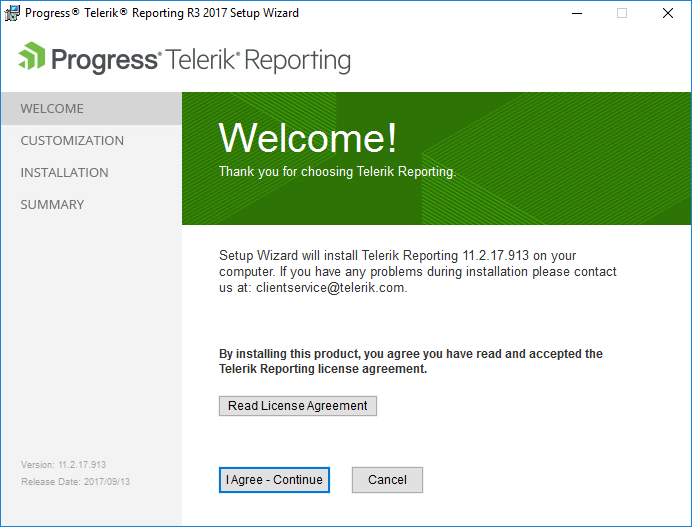 Progress® Telerik® Reporting R3 2017 Setup Wizard
Progress® Telerik® Reporting
WELCOME
CUSTOMIZATION
INSTALLATION
SUMMARY
Welcome!
Thank you for choosing Telerik Reporting.
Setup Wizard will install Telerik Reporting 11.2.17.913 on your
computer. If you have any problems during installation please contact
us at: clientservice@telerik.com.
By installing this product, you agree you have read and accepted the
Telerik Reporting license agreement.
Read License Agreement
Version: 11.2.17.913
Release Date: 2017/09/13
I Agree - Continue
Cancel